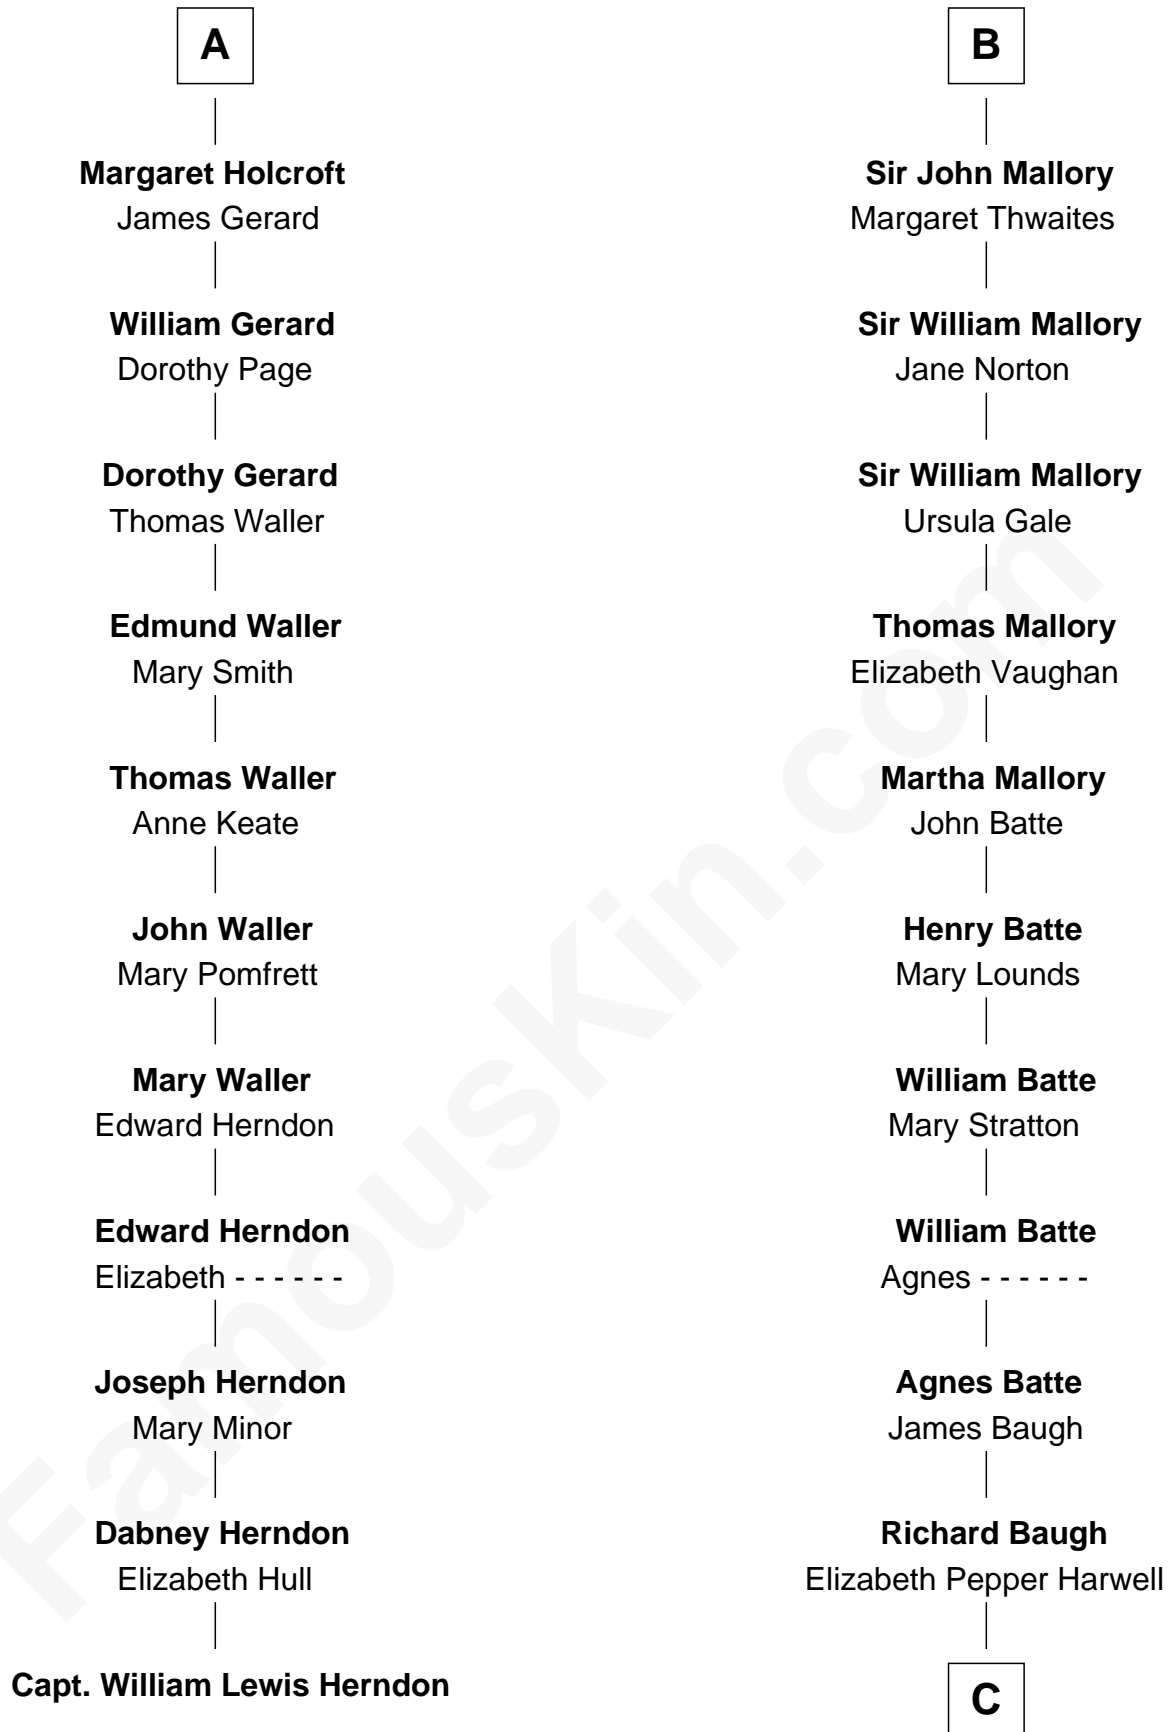 A
Margaret Holcroft
James Gerard
William Gerard
Dorothy Page
Dorothy Gerard
Thomas Waller
Edmund Waller
Mary Smith
Thomas Waller
Anne Keate
John Waller
Mary Pomfrett
Mary Waller
Edward Herndon
Edward Herndon
Elizabeth - - - - - -
Joseph Herndon
Mary Minor
Dabney Herndon
Elizabeth Hull
Capt. William Lewis Herndon
B
Sir John Mallory
Margaret Thwaites
Sir William Mallory
Jane Norton
Sir William Mallory
Ursula Gale
Thomas Mallory
Elizabeth Vaughan
Martha Mallory
John Batte
Henry Batte
Mary Lounds
William Batte
Mary Stratton
William Batte
Agnes - - - - - -
Agnes Batte
James Baugh
Richard Baugh
Elizabeth Pepper Harwell
C
FamousKin.com